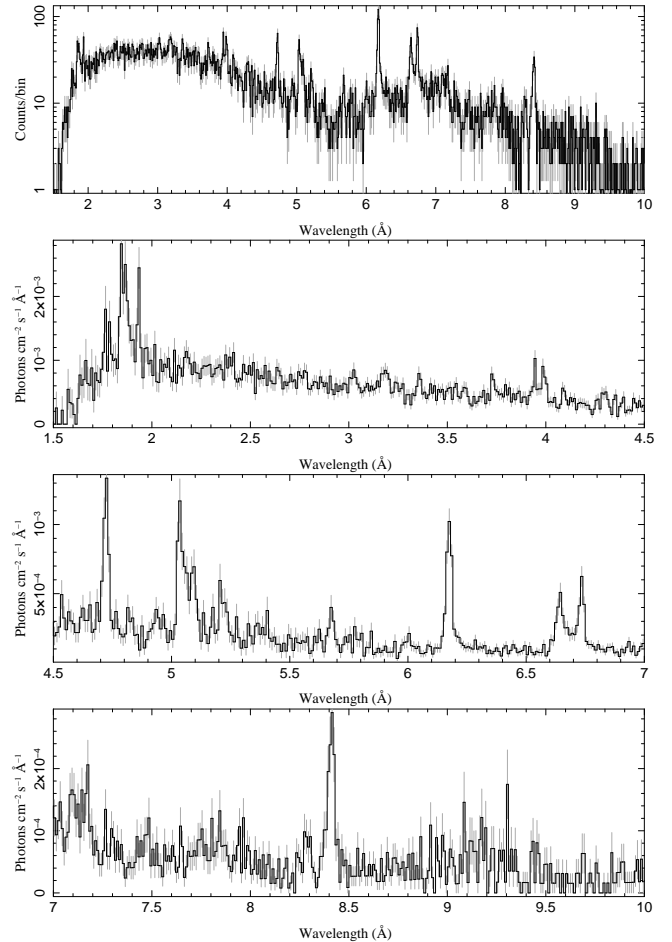 100
10
1
Counts/bin
2 3 4 5 6 7 8 9 10
Wavelength (Å)
2×10⁻³
10⁻³
0
Photons cm⁻² s⁻¹ Å⁻¹
1.5 2 2.5 3 3.5 4 4.5
Wavelength (Å)
10⁻³
5×10⁻⁴
Photons cm⁻² s⁻¹ Å⁻¹
4.5 5 5.5 6 6.5 7
Wavelength (Å)
2×10⁻⁴
10⁻⁴
0
Photons cm⁻² s⁻¹ Å⁻¹
7 7.5 8 8.5 9 9.5 10
Wavelength (Å)